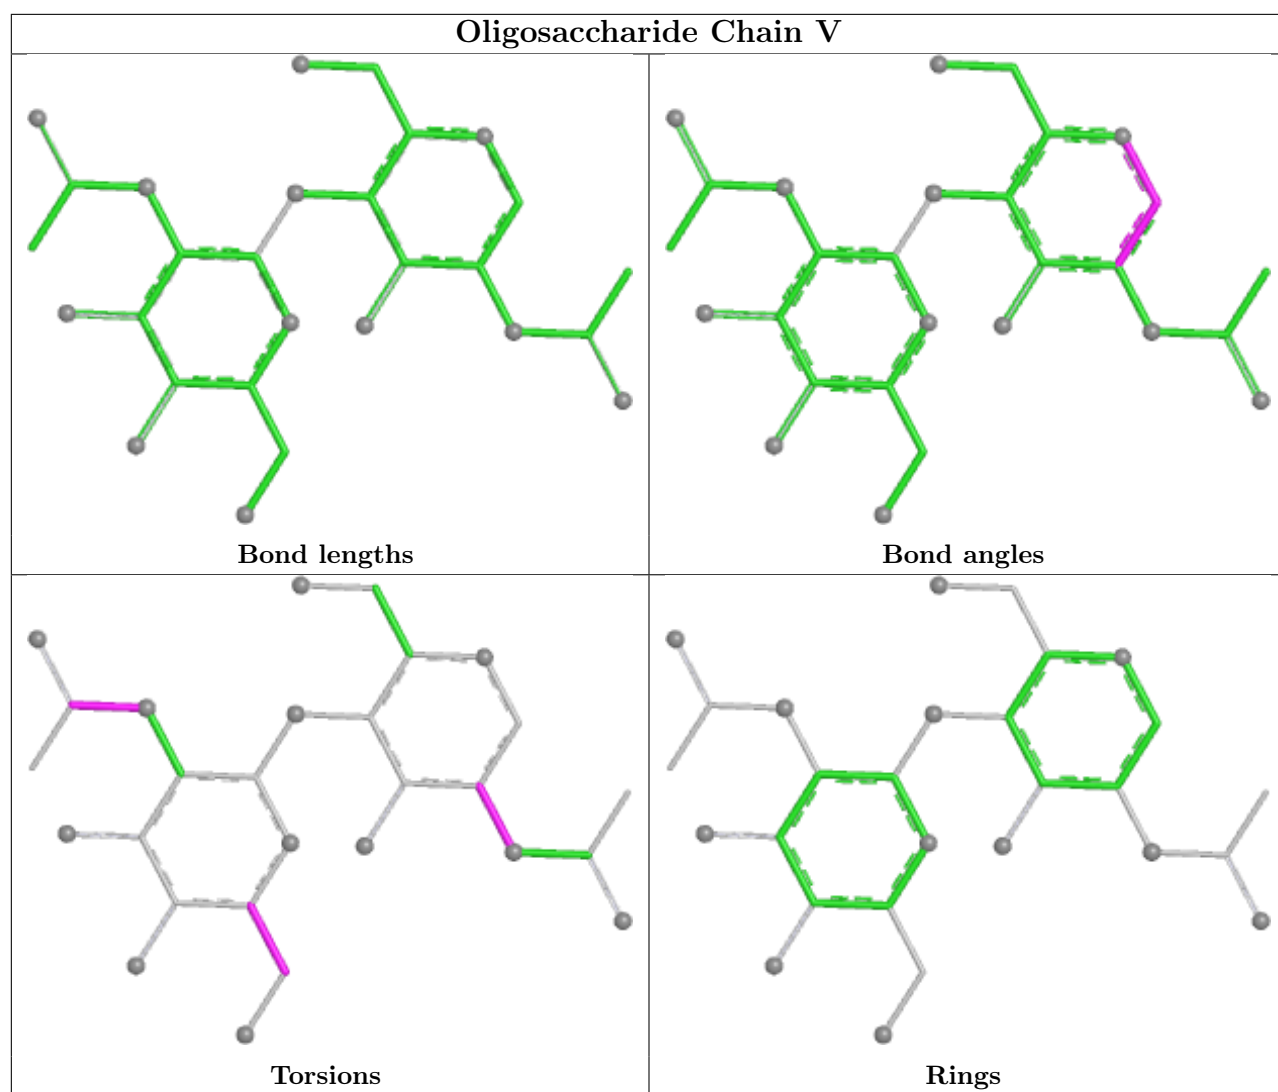 Oligosaccharide Chain V
Bond lengths
Bond angles
Torsions
Rings